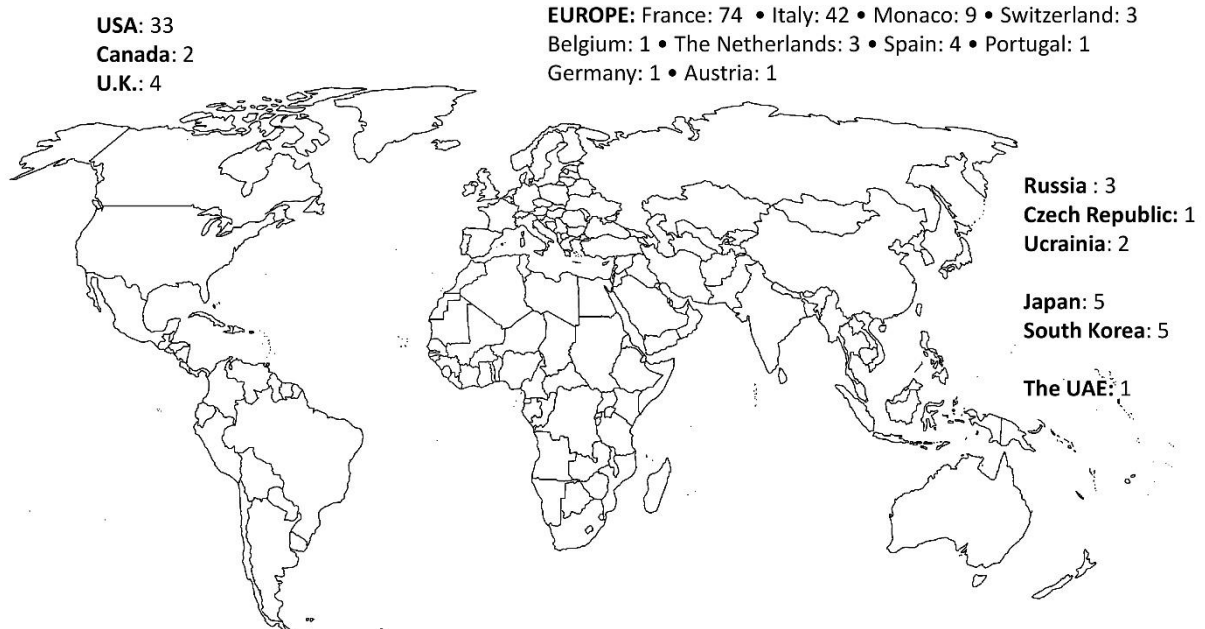 USA: 33
Canada: 2
U.K.: 4
EUROPE: France: 74 • Italy: 42 • Monaco: 9 • Switzerland: 3
Belgium: 1 • The Netherlands: 3 • Spain: 4 • Portugal: 1
Germany: 1 • Austria: 1
Russia : 3
Czech Republic: 1
Ucrainia: 2
Japan: 5
South Korea: 5
The UAE: 1